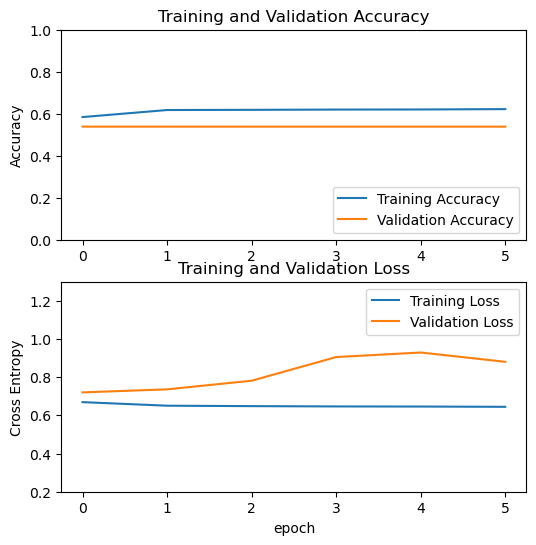 Training and Validation Accuracy
1.0
0.8
0.6
0.4
0.2
0.0
Accuracy
Training Accuracy
Validation Accuracy
0 1 2 3 4 5
Training and Validation Loss
1.2
1.0
0.8
0.6
0.4
0.2
Cross Entropy
Training Loss
Validation Loss
0 1 2 3 4 5
epoch